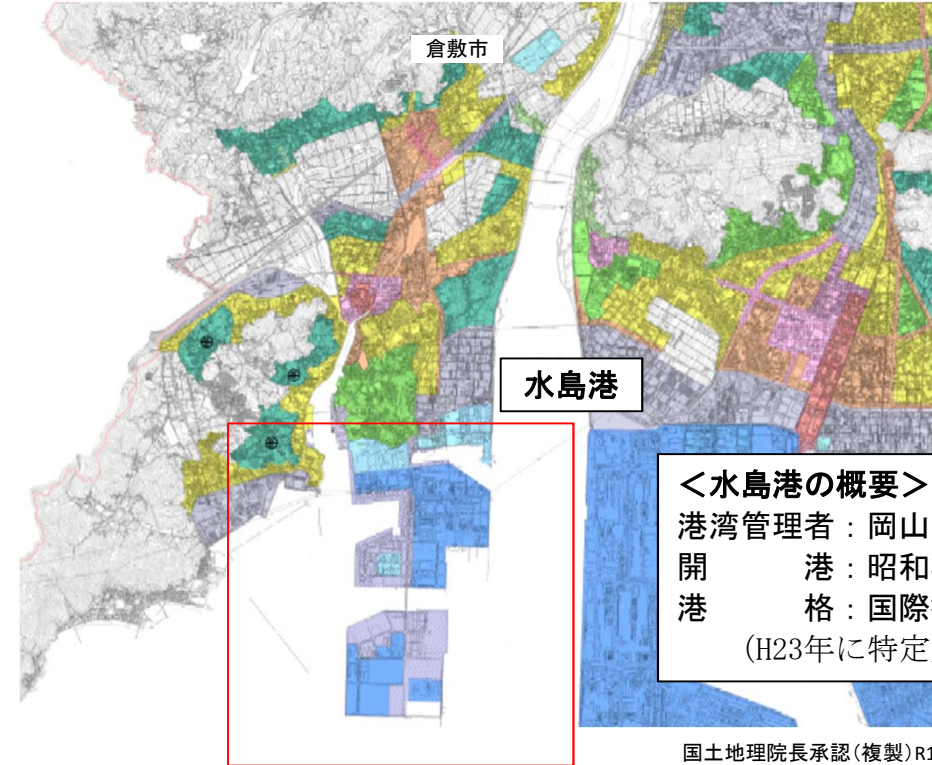 倉敷市
水島港
＜水島港の概要＞
港湾管理者：岡山
開　　　港：昭和
港　　　格：国際
(H23年に特定
国土地理院長承認(複製)R1